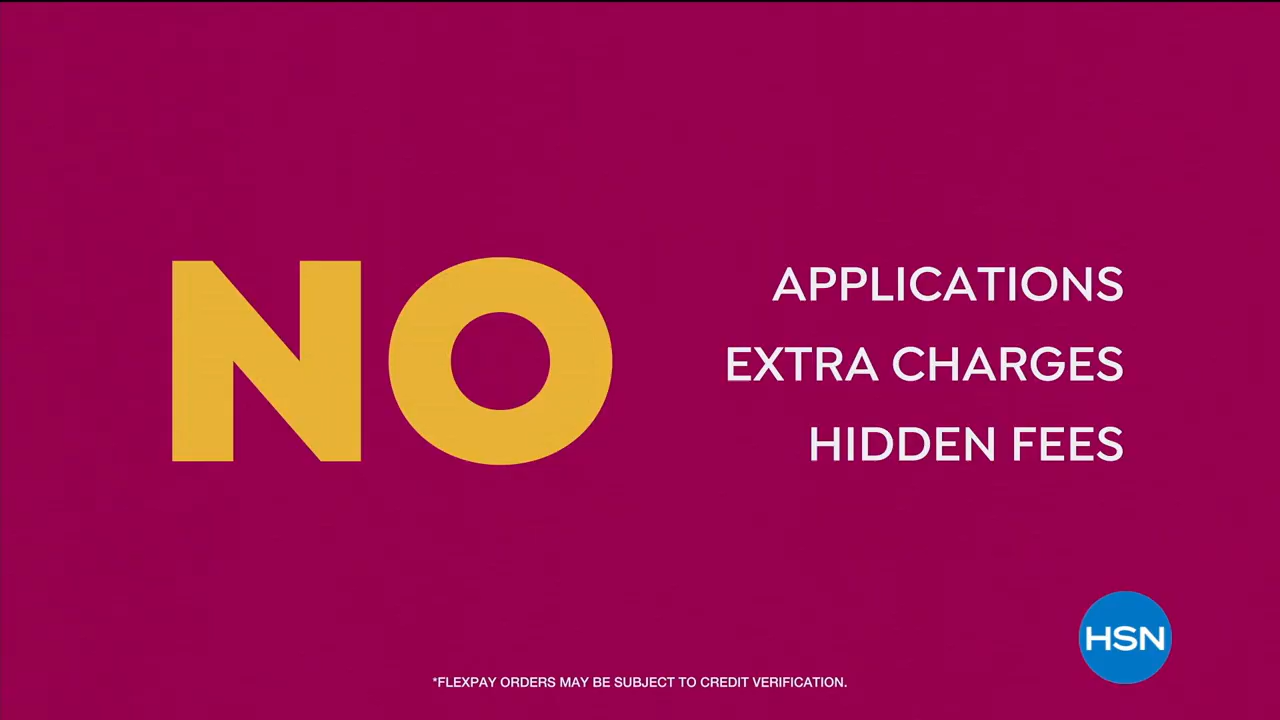 NO
APPLICATIONS
EXTRA CHARGES
HIDDEN FEES
HSN
*FLEXPAY ORDERS MAY BE SUBJECT TO CREDIT VERIFICATION.